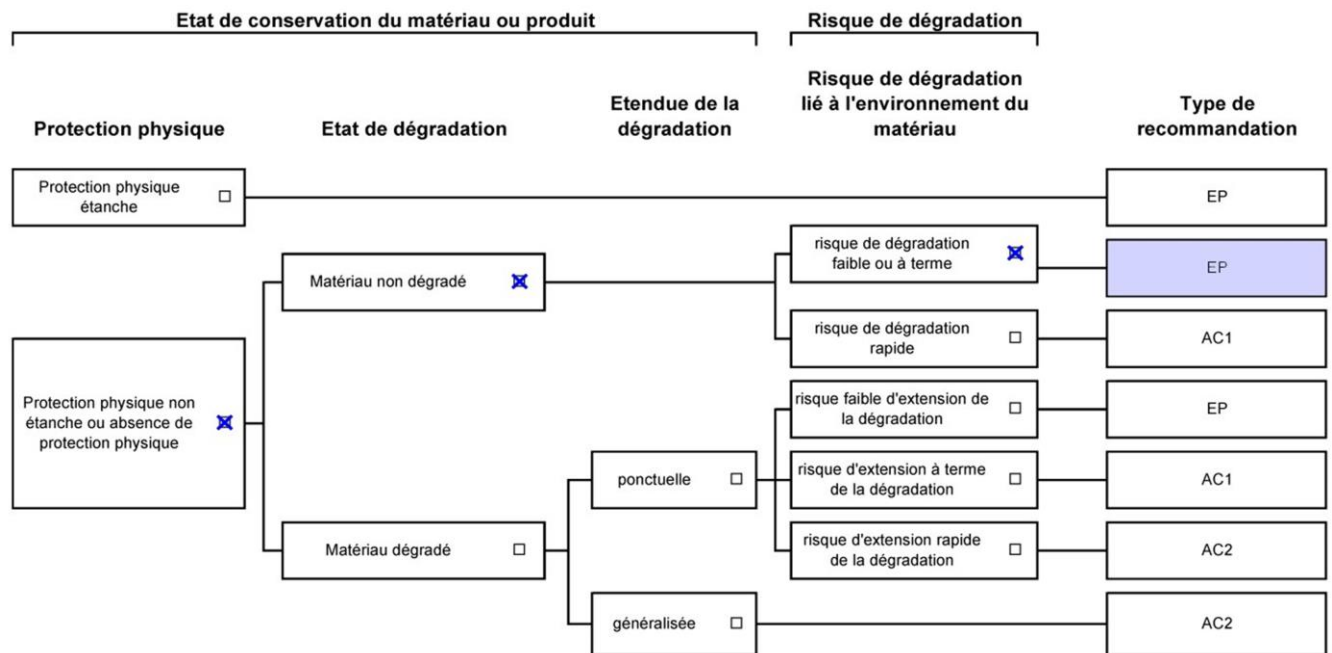 Etat de conservation du matériau ou produit
Risque de dégradation
Protection physique
Etat de dégradation
Etendue de la
dégradation
Risque de dégradation
lié à l'environnement du
matériau
Type de
recommandation
Protection physique
étanche
EP
Matériau non dégradé
risque de dégradation
faible ou à terme
EP
risque de dégradation
rapide
AC1
Protection physique non
étanche ou absence de
protection physique
risque faible d'extension de
la dégradation
EP
ponctuelle
risque d'extension à terme
de la dégradation
AC1
Matériau dégradé
risque d'extension rapide
de la dégradation
AC2
généralisée
AC2